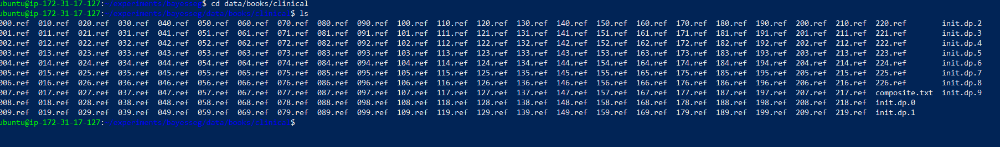 ubuntu@ip-172-31-17-127:~/experiments/bayesseg$ cd data/books/clinical
ubuntu@ip-172-31-17-127:~/experiments/bayesseg/data/books/clinical$ ls
000.ref 010.ref 020.ref 030.ref 040.ref 050.ref 060.ref 070.ref 080.ref 090.ref 100.ref 110.ref 120.ref 130.ref 140.ref 150.ref 160.ref 170.ref 180.ref 190.ref 200.ref 210.ref 220.ref init.dp.2
001.ref 011.ref 021.ref 031.ref 041.ref 051.ref 061.ref 071.ref 081.ref 091.ref 101.ref 111.ref 121.ref 131.ref 141.ref 151.ref 161.ref 171.ref 181.ref 191.ref 201.ref 211.ref 221.ref init.dp.3
002.ref 012.ref 022.ref 032.ref 042.ref 052.ref 062.ref 072.ref 082.ref 092.ref 102.ref 112.ref 122.ref 132.ref 142.ref 152.ref 162.ref 172.ref 182.ref 192.ref 202.ref 212.ref 222.ref init.dp.4
003.ref 013.ref 023.ref 033.ref 043.ref 053.ref 063.ref 073.ref 083.ref 093.ref 103.ref 113.ref 123.ref 133.ref 143.ref 153.ref 163.ref 173.ref 183.ref 193.ref 203.ref 213.ref 223.ref init.dp.5
004.ref 014.ref 024.ref 034.ref 044.ref 054.ref 064.ref 074.ref 084.ref 094.ref 104.ref 114.ref 124.ref 134.ref 144.ref 154.ref 164.ref 174.ref 184.ref 194.ref 204.ref 214.ref 224.ref init.dp.6
005.ref 015.ref 025.ref 035.ref 045.ref 055.ref 065.ref 075.ref 085.ref 095.ref 105.ref 115.ref 125.ref 135.ref 145.ref 155.ref 165.ref 175.ref 185.ref 195.ref 205.ref 215.ref 225.ref init.dp.7
006.ref 016.ref 026.ref 036.ref 046.ref 056.ref 066.ref 076.ref 086.ref 096.ref 106.ref 116.ref 126.ref 136.ref 146.ref 156.ref 166.ref 176.ref 186.ref 196.ref 206.ref 216.ref 226.ref init.dp.8
007.ref 017.ref 027.ref 037.ref 047.ref 057.ref 067.ref 077.ref 087.ref 097.ref 107.ref 117.ref 127.ref 137.ref 147.ref 157.ref 167.ref 177.ref 187.ref 197.ref 207.ref 217.ref composite.txt init.dp.9
008.ref 018.ref 028.ref 038.ref 048.ref 058.ref 068.ref 078.ref 088.ref 098.ref 108.ref 118.ref 128.ref 138.ref 148.ref 158.ref 168.ref 178.ref 188.ref 198.ref 208.ref 218.ref init.dp.0
009.ref 019.ref 029.ref 039.ref 049.ref 059.ref 069.ref 079.ref 089.ref 099.ref 109.ref 119.ref 129.ref 139.ref 149.ref 159.ref 169.ref 179.ref 189.ref 199.ref 209.ref 219.ref init.dp.1
ubuntu@ip-172-31-17-127:~/experiments/bayesseg/data/books/clinical$